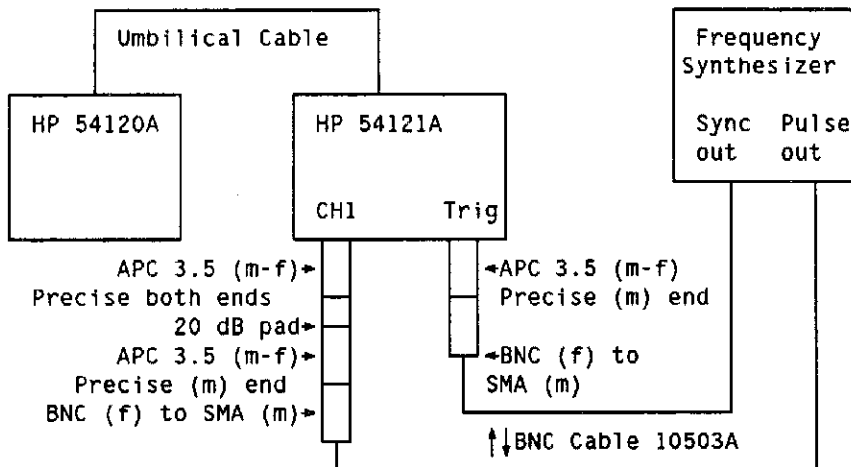 Umbilical Cable
HP 54120A
HP 54121A
CH1
Trig
Frequency
Synthesizer
Sync Pulse
out out
APC 3.5 (m-f)
Precise both ends
20 dB pad
APC 3.5 (m-f)
Precise (m) end
BNC (f) to SMA (m)
APC 3.5 (m-f)
Precise (m) end
BNC (f) to
SMA (m)
↑↓BNC Cable 10503A